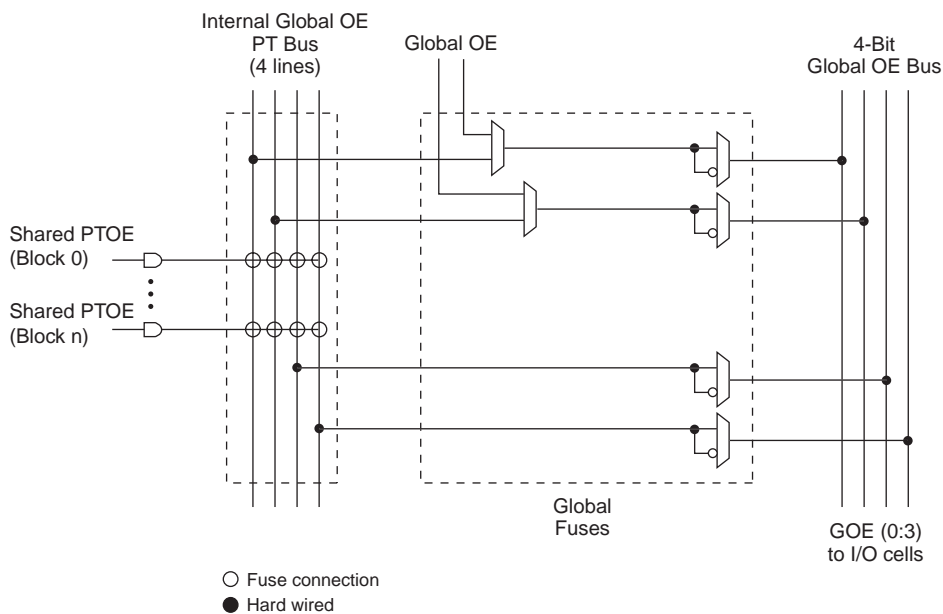 Internal Global OE
PT Bus
(4 lines)
Global OE
4-Bit
Global OE Bus
Shared PTOE
(Block 0)
Shared PTOE
(Block n)
Global
Fuses
GOE (0:3)
to I/O cells
Fuse connection
Hard wired